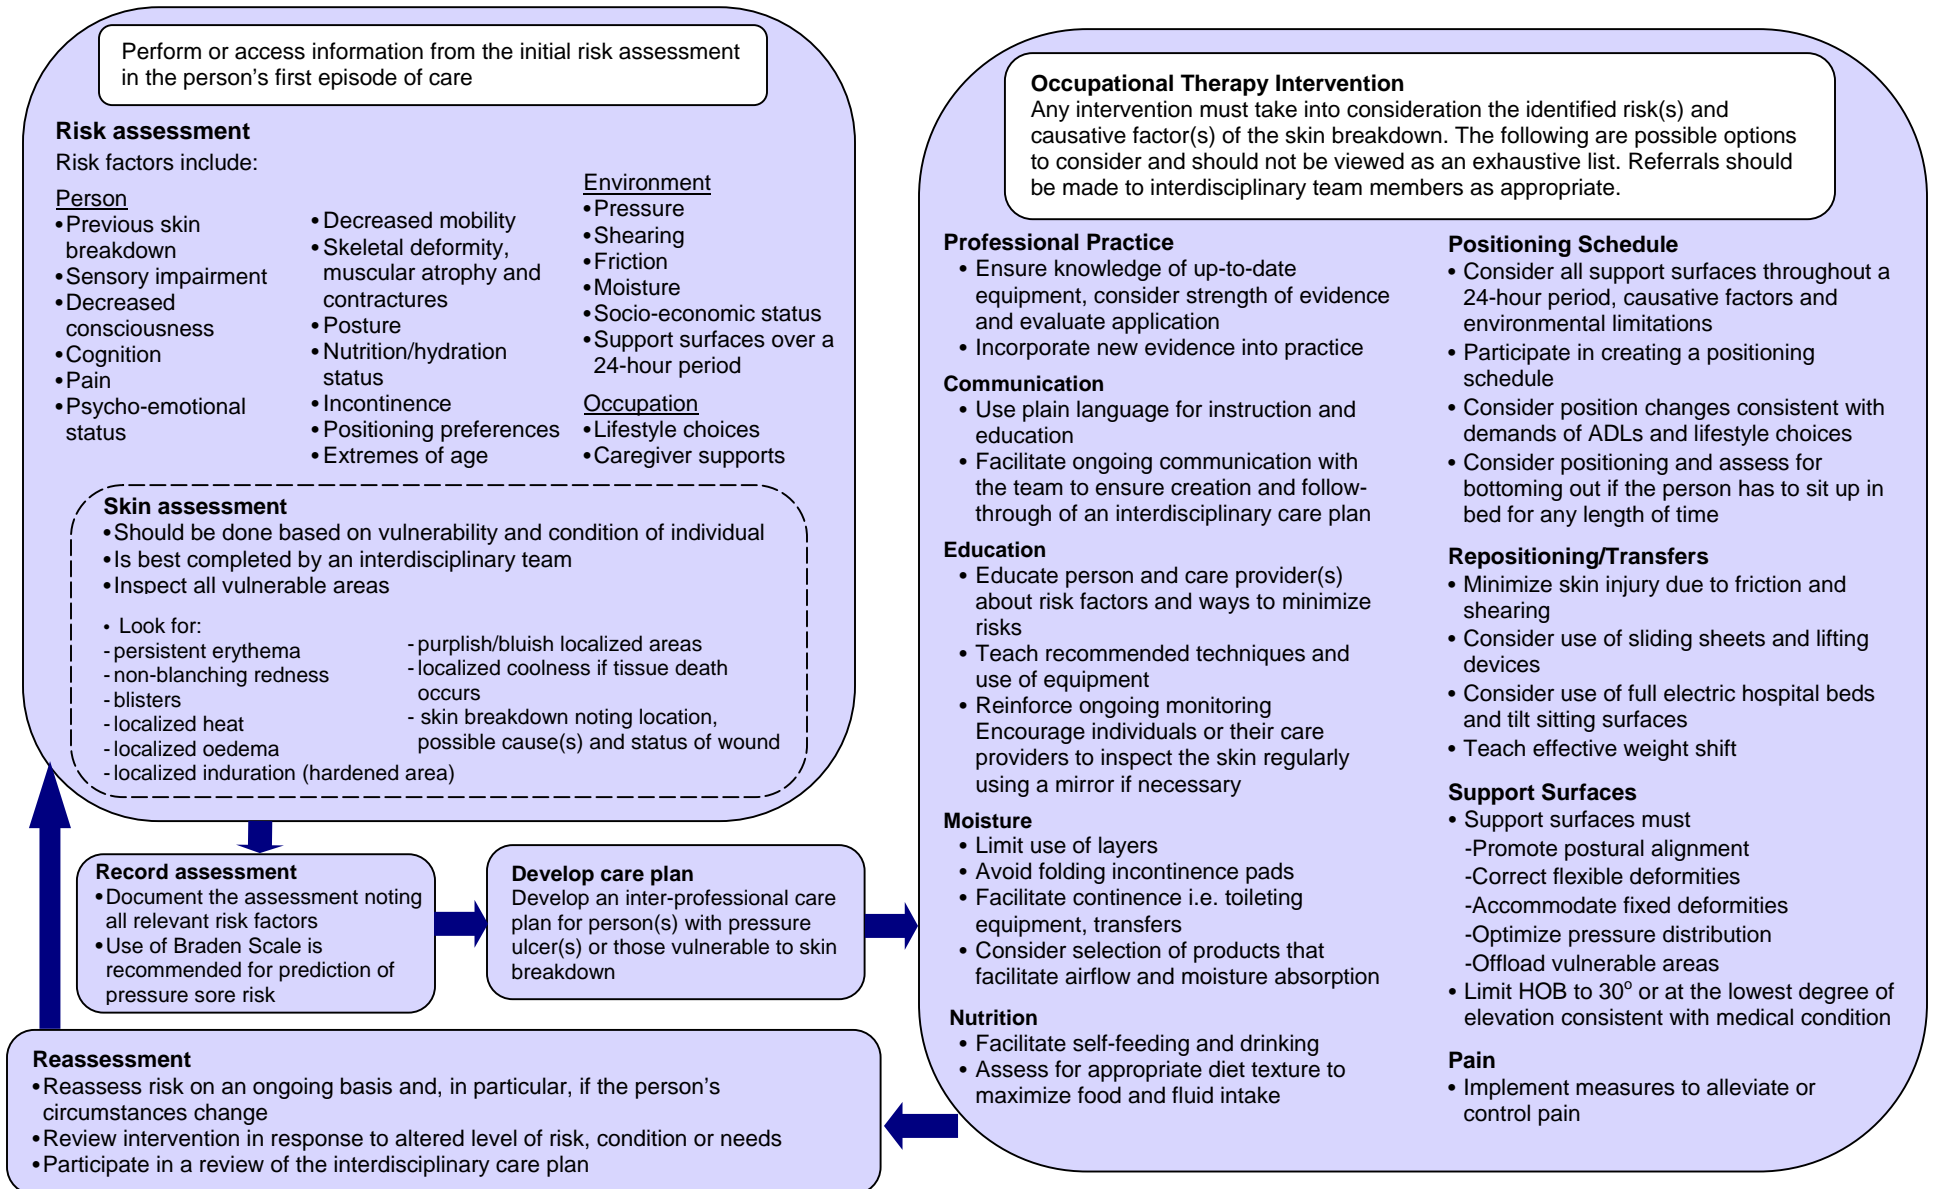 Perform or access information from the initial risk assessment
in the person's first episode of care
Risk assessment
Risk factors include:
Person
•Previous skin
breakdown
•Sensory impairment
•Decreased
consciousness
•Cognition
•Pain
•Psycho-emotional
status
•Decreased mobility
•Skeletal deformity,
muscular atrophy and
contractures
•Posture
•Nutrition/hydration
status
•Incontinence
•Positioning preferences
•Extremes of age
Environment
•Pressure
•Shearing
•Friction
•Moisture
•Socio-economic status
•Support surfaces over a
24-hour period
Occupation
•Lifestyle choices
•Caregiver supports
Skin assessment
•Should be done based on vulnerability and condition of individual
•Is best completed by an interdisciplinary team
•Inspect all vulnerable areas
• Look for:
-persistent erythema
-non-blanching redness
-blisters
-localized heat
-localized oedema
-localized induration (hardened area)
-purplish/bluish localized areas
-localized coolness if tissue death
occurs
- skin breakdown noting location,
possible cause(s) and status of wound
Record assessment
•Document the assessment noting
all relevant risk factors
•Use of Braden Scale is
recommended for prediction of
pressure sore risk
Develop care plan
Develop an inter-professional care
plan for person(s) with pressure
ulcer(s) or those vulnerable to skin
breakdown
Occupational Therapy Intervention
Any intervention must take into consideration the identified risk(s) and
causative factor(s) of the skin breakdown. The following are possible options
to consider and should not be viewed as an exhaustive list. Referrals should
be made to interdisciplinary team members as appropriate.
Professional Practice
• Ensure knowledge of up-to-date
equipment, consider strength of evidence
and evaluate application
• Incorporate new evidence into practice
Communication
• Use plain language for instruction and
education
• Facilitate ongoing communication with
the team to ensure creation and follow-
through of an interdisciplinary care plan
Education
• Educate person and care provider(s)
about risk factors and ways to minimize
risks
• Teach recommended techniques and
use of equipment
• Reinforce ongoing monitoring
Encourage individuals or their care
providers to inspect the skin regularly
using a mirror if necessary
Moisture
• Limit use of layers
• Avoid folding incontinence pads
• Facilitate continence i.e. toileting
equipment, transfers
• Consider selection of products that
facilitate airflow and moisture absorption
Nutrition
• Facilitate self-feeding and drinking
• Assess for appropriate diet texture to
maximize food and fluid intake
Positioning Schedule
• Consider all support surfaces throughout a
24-hour period, causative factors and
environmental limitations
• Participate in creating a positioning
schedule
• Consider position changes consistent with
demands of ADLs and lifestyle choices
• Consider positioning and assess for
bottoming out if the person has to sit up in
bed for any length of time
Repositioning/Transfers
• Minimize skin injury due to friction and
shearing
• Consider use of sliding sheets and lifting
devices
• Consider use of full electric hospital beds
and tilt sitting surfaces
• Teach effective weight shift
Support Surfaces
• Support surfaces must
-Promote postural alignment
-Correct flexible deformities
-Accommodate fixed deformities
-Optimize pressure distribution
-Offload vulnerable areas
• Limit HOB to 30° or at the lowest degree of
elevation consistent with medical condition
Pain
• Implement measures to alleviate or
control pain
Reassessment
•Reassess risk on an ongoing basis and, in particular, if the person's
circumstances change
•Review intervention in response to altered level of risk, condition or needs
•Participate in a review of the interdisciplinary care plan